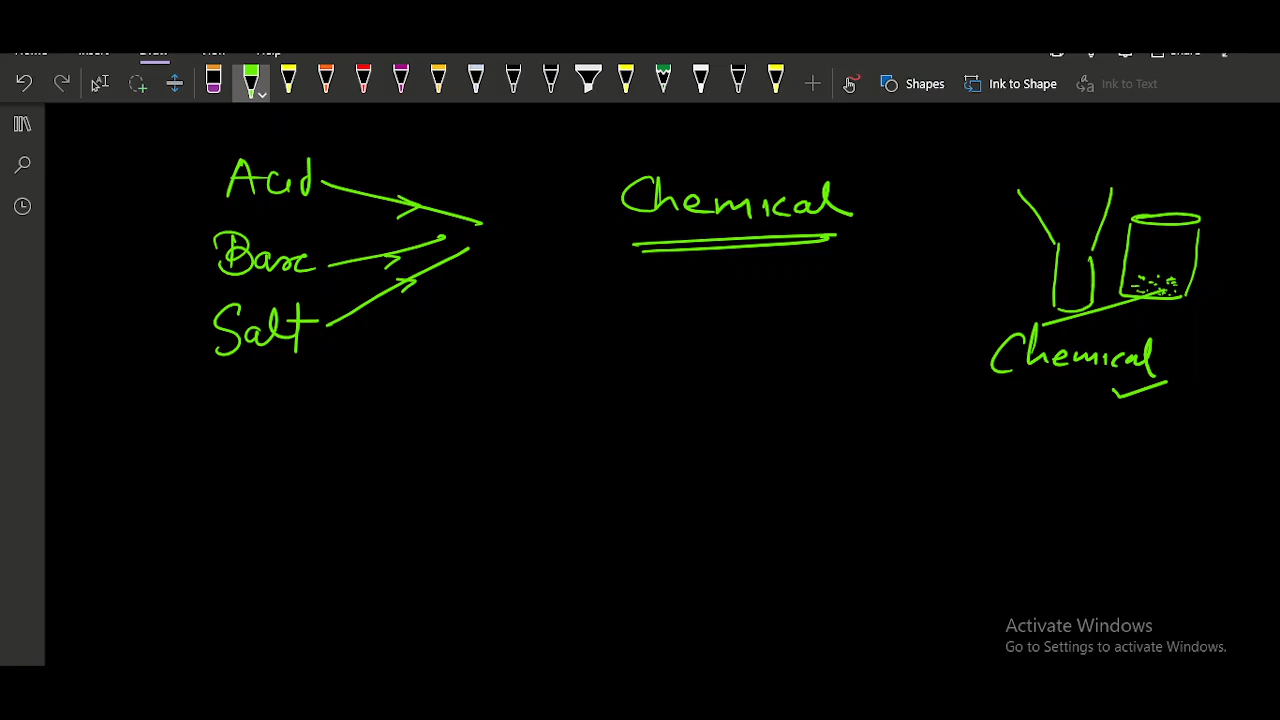 Shapes
Ink to Shape
Ink to Text
Acid
Chemical
Base
Salt
Chemical
Activate Windows
Go to Settings to activate Windows.